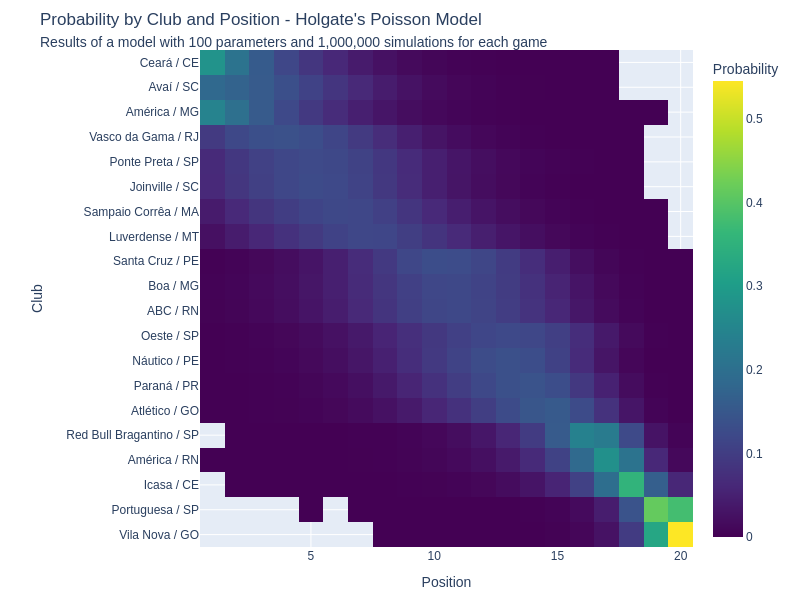 Probability by Club and Position - Holgate's Poisson Model
Results of a model with 100 parameters and 1,000,000 simulations for each game
Probability
Club
Ceará / CE
Avaí / SC
América / MG
Vasco da Gama / RJ
Ponte Preta / SP
Joinville / SC
Sampaio Corrêa / MA
Luverdense / MT
Santa Cruz / PE
Boa / MG
ABC / RN
Oeste / SP
Náutico / PE
Paraná / PR
Atlético / GO
Red Bull Bragantino / SP
América / RN
Icasa / CE
Portuguesa / SP
Vila Nova / GO
0.5
0.4
0.3
0.2
0.1
0
5
10
15
20
Position